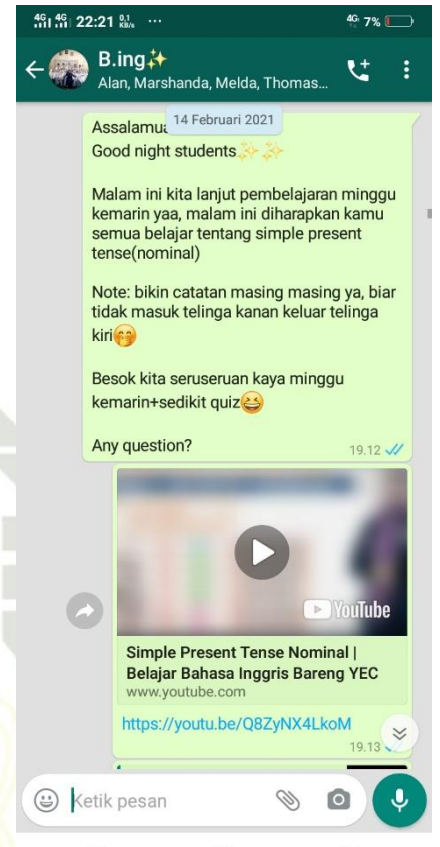 4G 4G 22:21 0,1 KB/s ... 4G 7%
B.ing✨
Alan, Marshanda, Melda, Thomas...
14 Februari 2021
Assalamu
Good night students✨ ✨
Malam ini kita lanjut pembelajaran minggu
kemarin yaa, malam ini diharapkan kamu
semua belajar tentang simple present
tense(nominal)
Note: bikin catatan masing masing ya, biar
tidak masuk telinga kanan keluar telinga
kiri🤭
Besok kita seruseruan kaya minggu
kemarin+sedikit quiz😆
Any question?
19.12
YouTube
Simple Present Tense Nominal |
Belajar Bahasa Inggris Bareng YEC
www.youtube.com
https://youtu.be/Q8ZyNX4LkoM
19.13
Ketik pesan